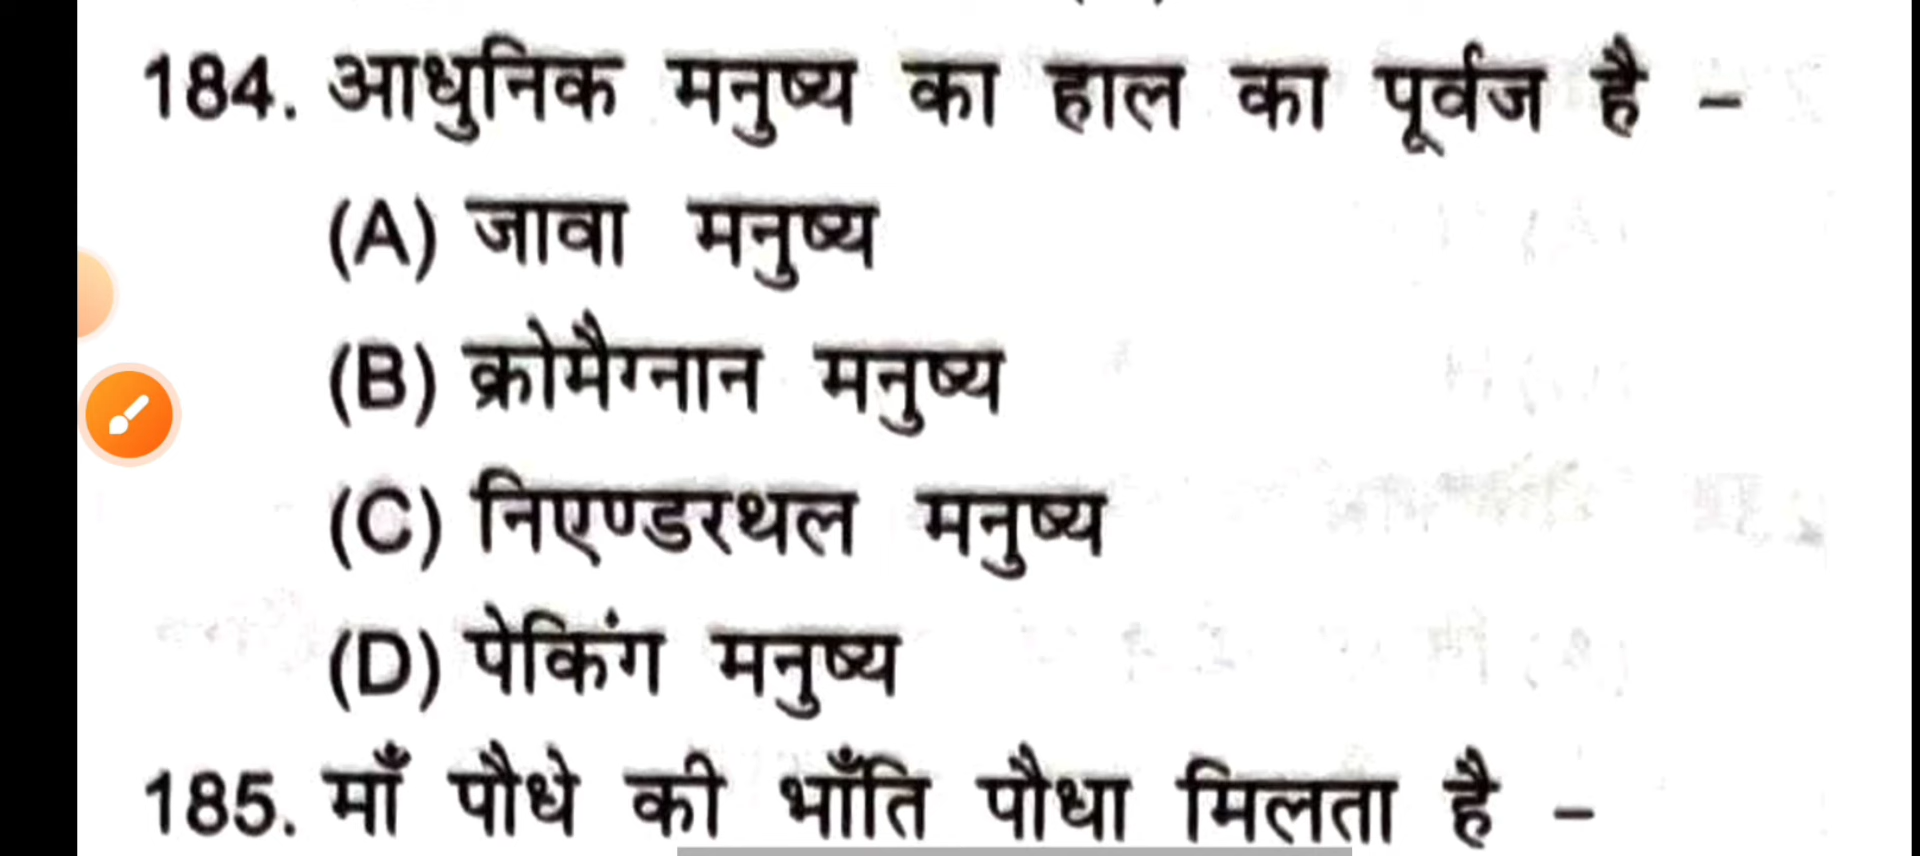 184. आधुनिक मनुष्य का हाल का पूर्वज है –
(A) जावा मनुष्य
(B) क्रोमैग्नान मनुष्य
(C) निएण्डरथल मनुष्य
(D) पेकिंग मनुष्य
185. माँ पौधे की भाँति पौधा मिलता है –